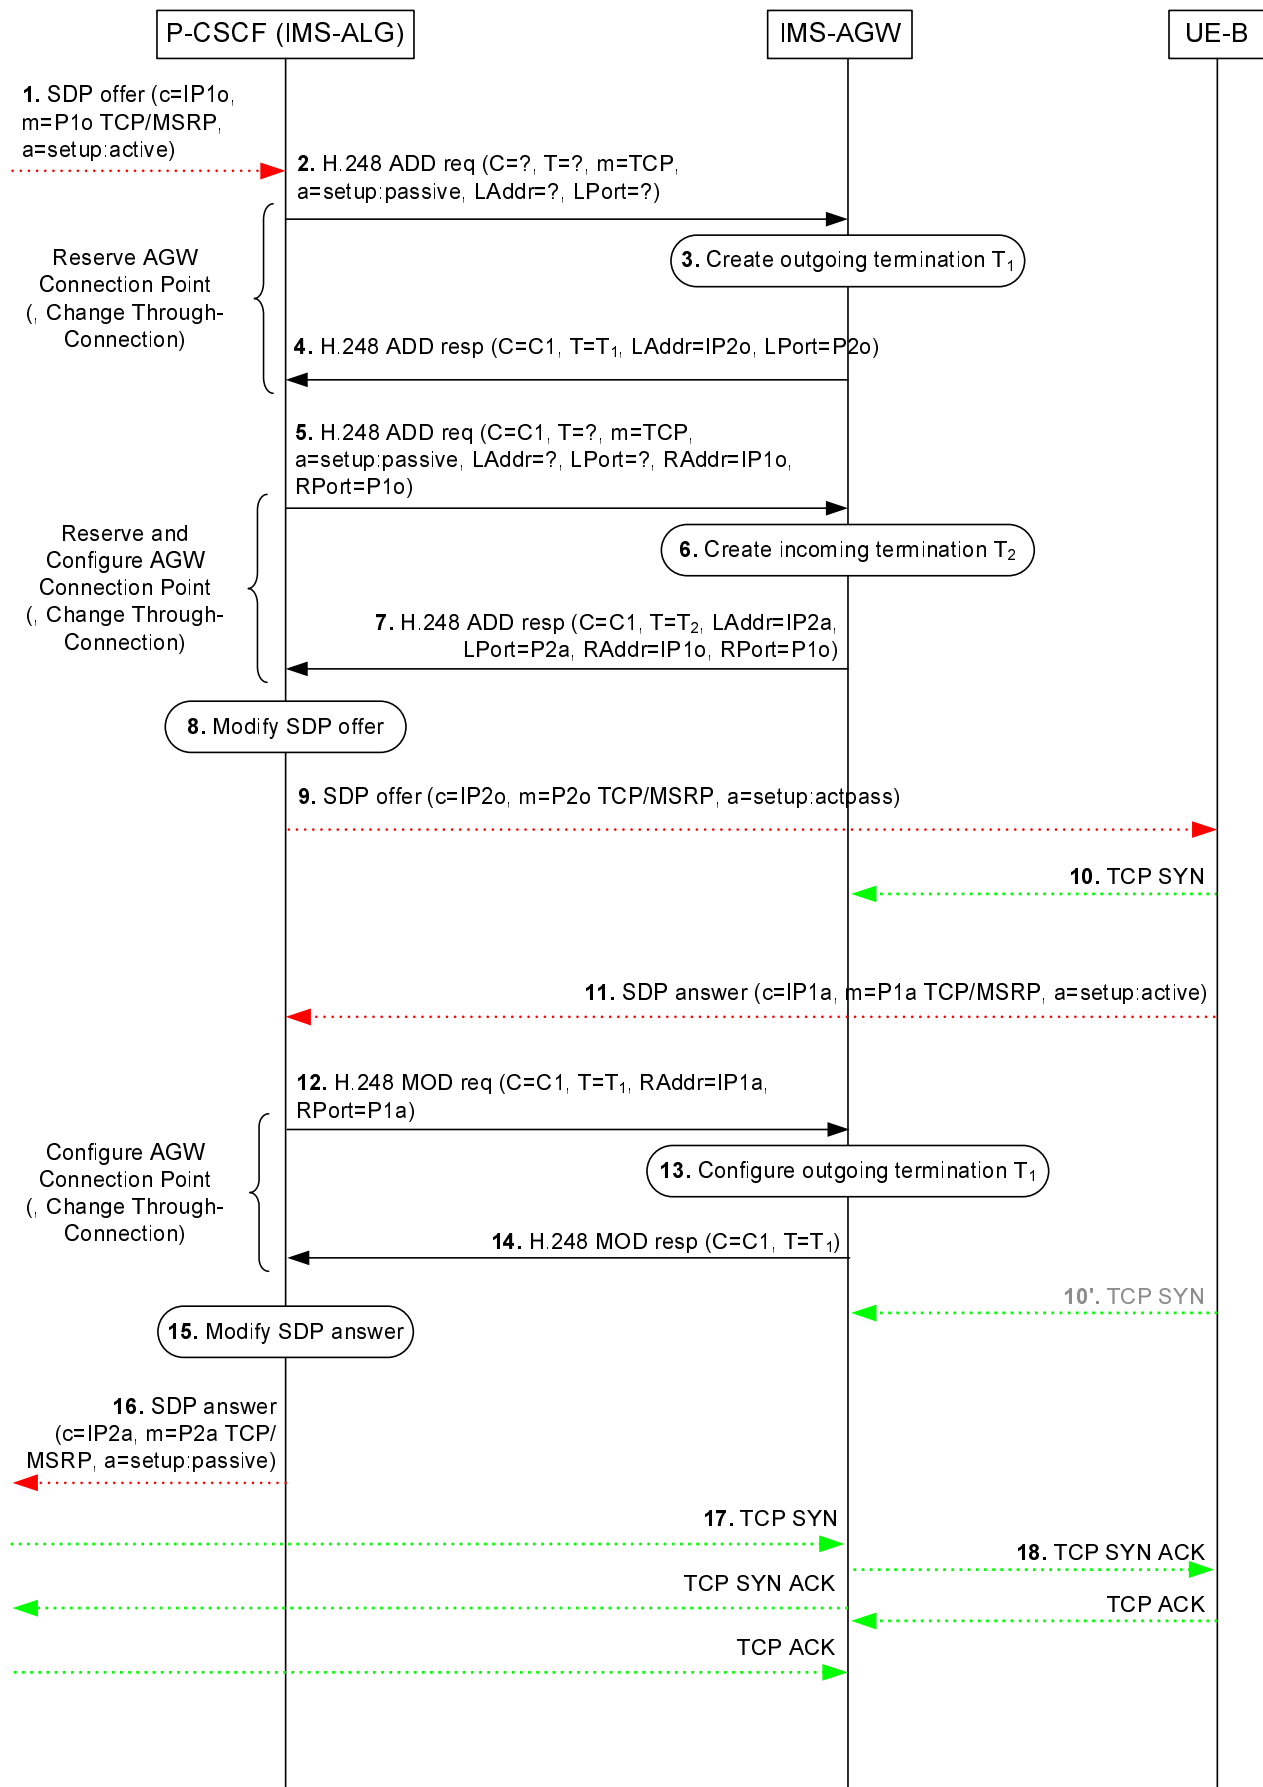 P-CSCF (IMS-ALG)
IMS-AGW
UE-B
1. SDP offer (c=IP1o,
m=P1o TCP/MSRP,
a=setup:active)
2. H.248 ADD req (C=?, T=?, m=TCP,
a=setup:passive, LAddr=?, LPort=?)
Reserve AGW
Connection Point
(, Change Through-
Connection)
3. Create outgoing termination T1
4. H.248 ADD resp (C=C1, T=T1, LAddr=IP2o, LPort=P2o)
5. H.248 ADD req (C=C1, T=?, m=TCP,
a=setup:passive, LAddr=?, LPort=?, RAddr=IP1o,
RPort=P1o)
Reserve and
Configure AGW
Connection Point
(, Change Through-
Connection)
6. Create incoming termination T2
7. H.248 ADD resp (C=C1, T=T2, LAddr=IP2a,
LPort=P2a, RAddr=IP1o, RPort=P1o)
8. Modify SDP offer
9. SDP offer (c=IP2o, m=P2o TCP/MSRP, a=setup:actpass)
10. TCP SYN
11. SDP answer (c=IP1a, m=P1a TCP/MSRP, a=setup:active)
12. H.248 MOD req (C=C1, T=T1, RAddr=IP1a,
RPort=P1a)
Configure AGW
Connection Point
(, Change Through-
Connection)
13. Configure outgoing termination T1
14. H.248 MOD resp (C=C1, T=T1)
10'. TCP SYN
15. Modify SDP answer
16. SDP answer
(c=IP2a, m=P2a TCP/
MSRP, a=setup:passive)
17. TCP SYN
18. TCP SYN ACK
TCP SYN ACK
TCP ACK
TCP ACK